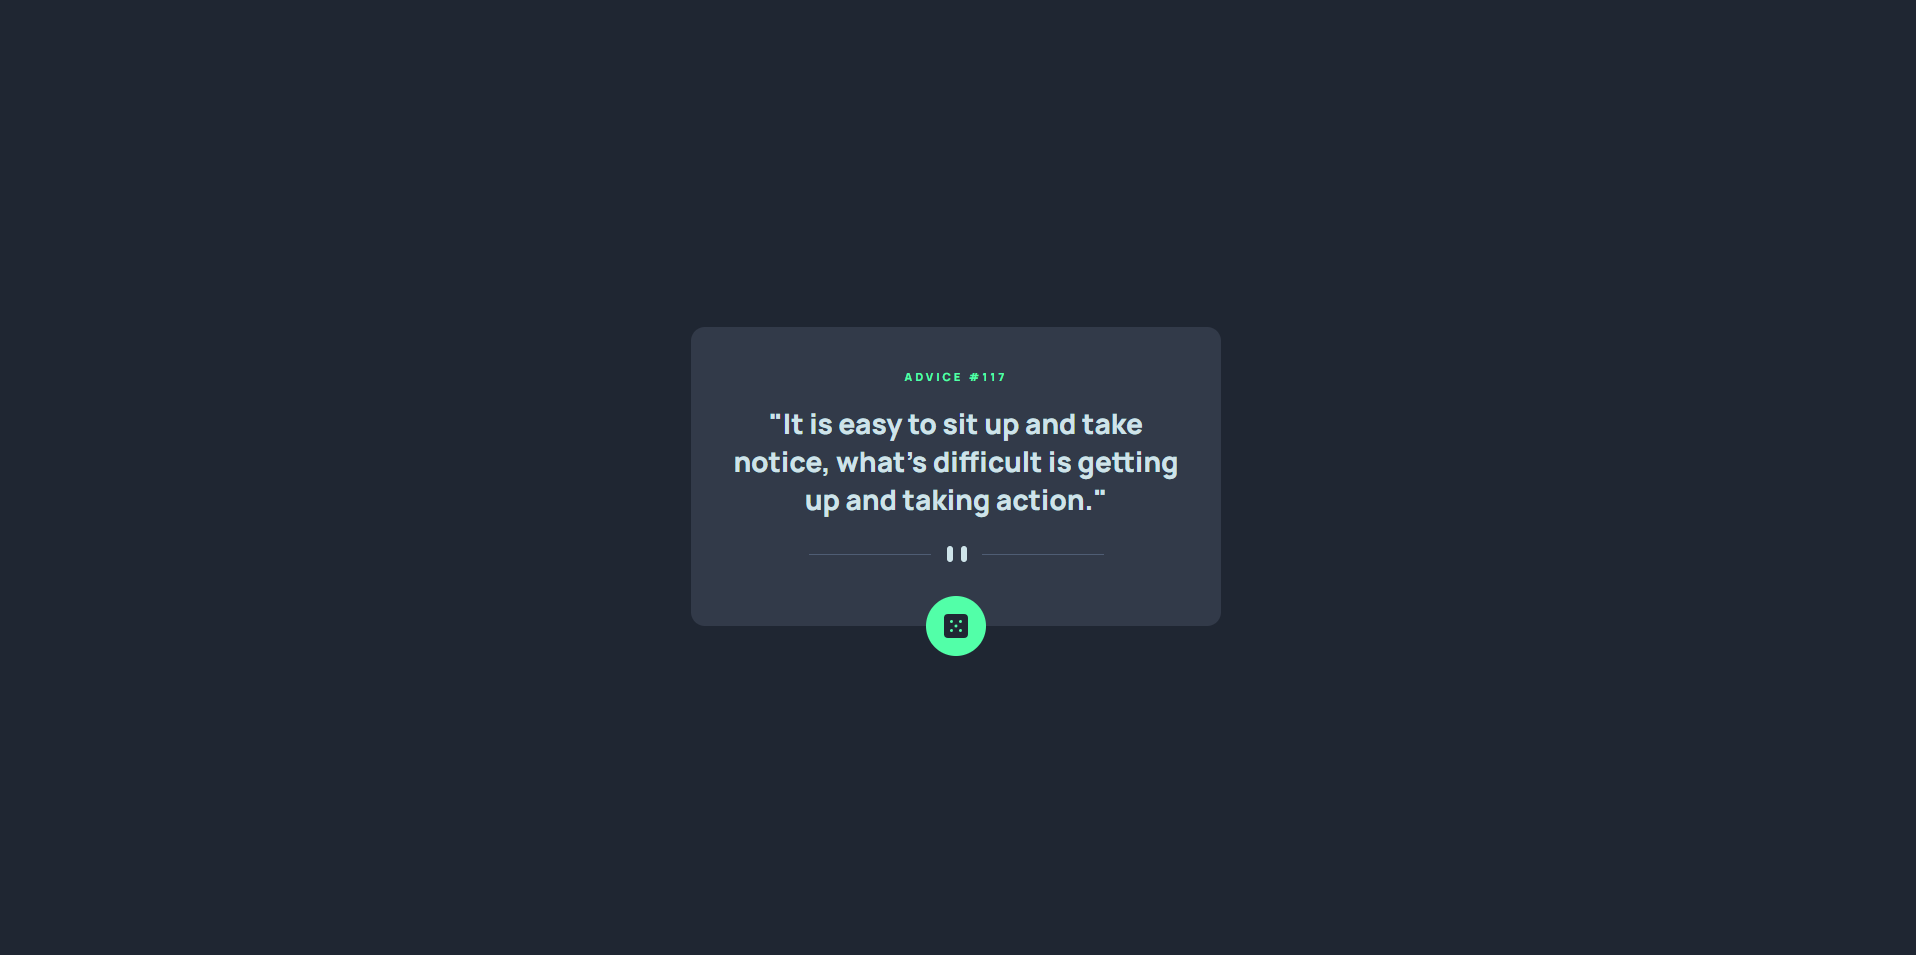 ADVICE #117
"It is easy to sit up and take
notice, what's difficult is getting
up and taking action."